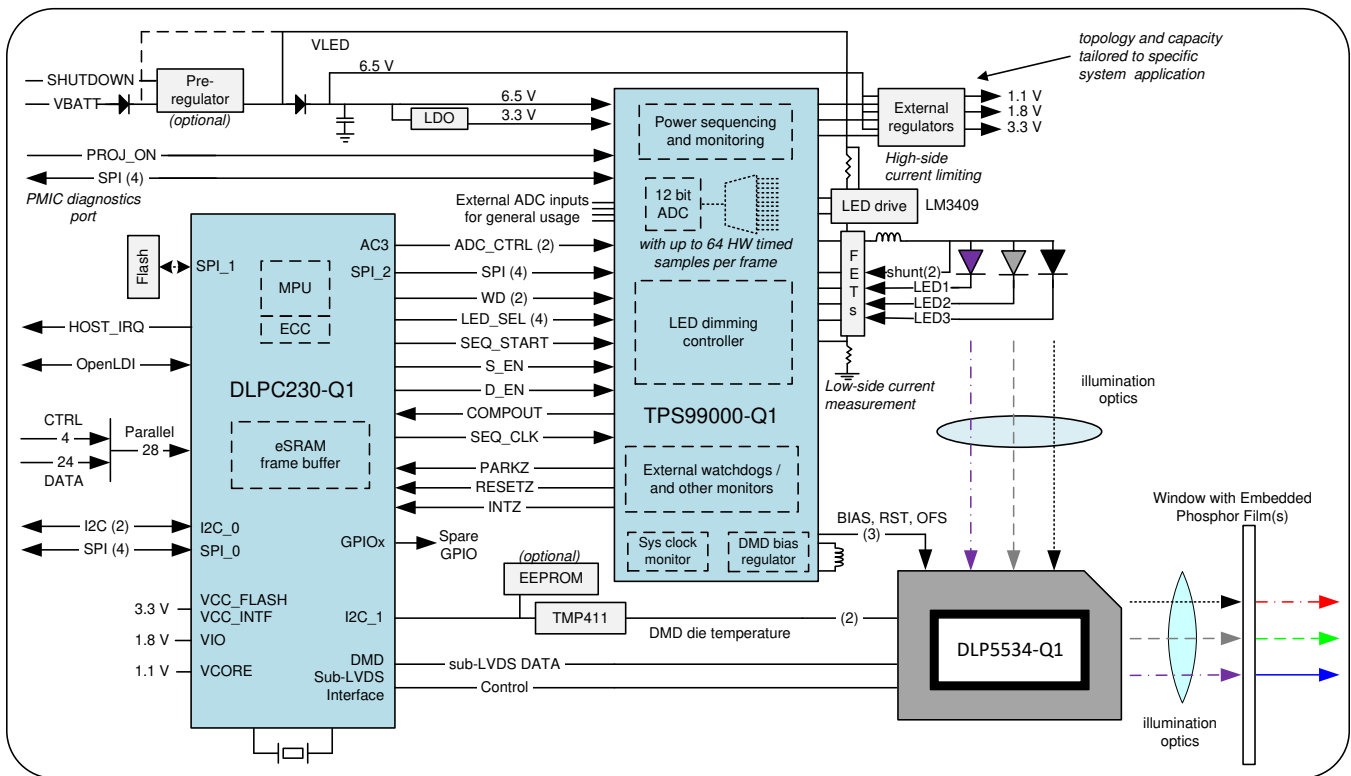 VLED
topology and capacity
tailored to specific
system application
SHUTDOWN
VBATT
Pre-
regulator
(optional)
6.5 V
LDO
6.5 V
3.3 V
Power sequencing
and monitoring
External
regulators
1.1 V
1.8 V
3.3 V
High-side
current limiting
PROJ_ON
SPI (4)
PMIC diagnostics
port
External ADC inputs
for general usage
12 bit
ADC
with up to 64 HW timed
samples per frame
LED drive
LM3409
Flash
SPI_1
MPU
ECC
AC3
SPI_2
ADC_CTRL (2)
SPI (4)
WD (2)
LED_SEL (4)
SEQ_START
S_EN
D_EN
COMPOUT
SEQ_CLK
PARKZ
RESETZ
INTZ
F
E
T
s
shunt(2)
LED1
LED2
LED3
LED dimming
controller
HOST_IRQ
OpenLDI
DLPC230-Q1
TPS99000-Q1
Low-side current
measurement
illumination
optics
CTRL
4
24
DATA
Parallel
28
eSRAM
frame buffer
External watchdogs /
and other monitors
I2C (2)
SPI (4)
I2C_0
SPI_0
GPIOx
Spare
GPIO
Sys clock
monitor
DMD bias
regulator
BIAS, RST, OFS
(3)
Window with Embedded
Phosphor Film(s)
(optional)
EEPROM
3.3 V
VCC_FLASH
VCC_INTF
1.8 V
VIO
1.1 V
VCORE
I2C_1
TMP411
DMD die temperature
(2)
DMD
Sub-LVDS
Interface
sub-LVDS DATA
Control
DLP5534-Q1
illumination
optics